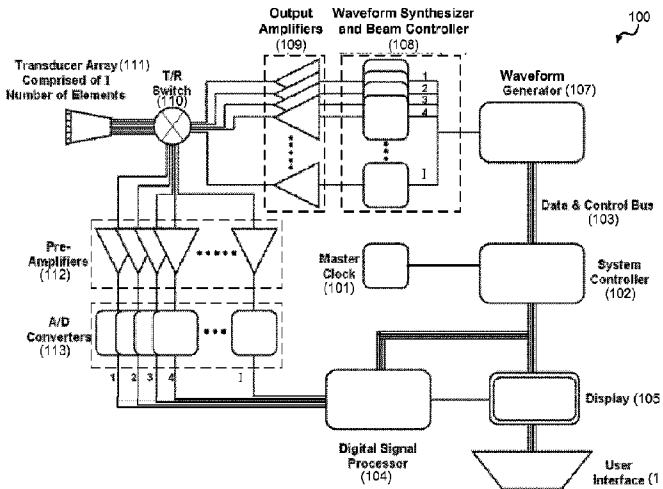 100
Output
Amplifiers
(109)
Waveform Synthesizer
and Beam Controller
(108)
Transducer Array (111)
Comprised of I
Number of Elements
T/R
Switch
(110)
Waveform
Generator (107)
1
2
3
4
I
Data & Control Bus
(103)
Pre-
Amplifiers
(112)
Master
Clock
(101)
System
Controller
(102)
A/D
Converters
(113)
1 2 3 4 I
Display (105
Digital Signal
Processor
(104)
User
Interface (1